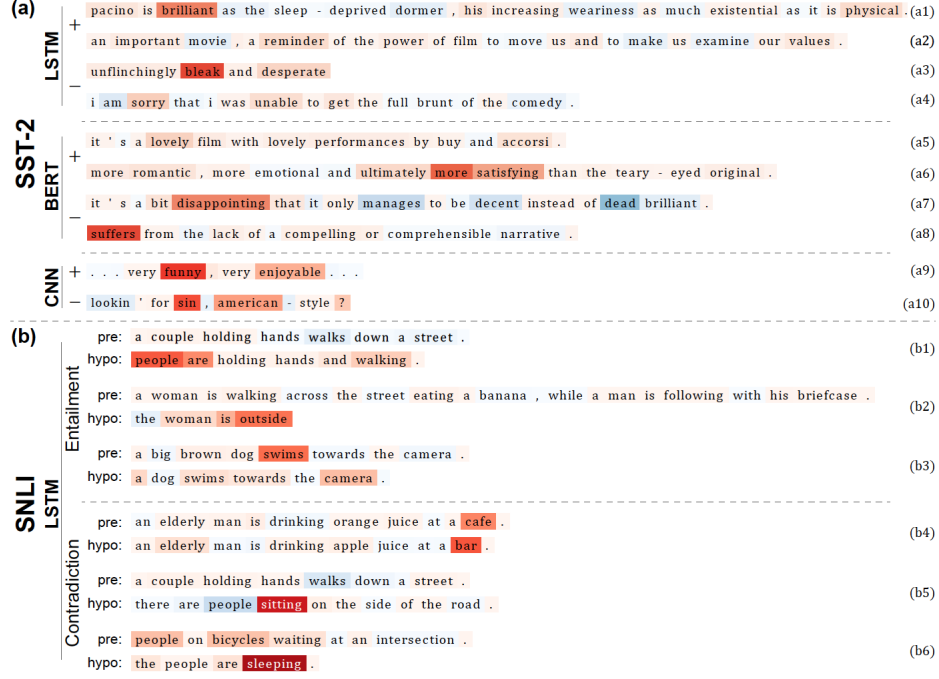 (a)
SST-2
LSTM
+
pacino is brilliant as the sleep - deprived dormer , his increasing weariness as much existential as it is physical . (a1)
an important movie , a reminder of the power of film to move us and to make us examine our values . (a2)
unflinchingly bleak and desperate (a3)
−
i am sorry that i was unable to get the full brunt of the comedy . (a4)
BERT
it ' s a lovely film with lovely performances by buy and accorsi . (a5)
+
more romantic , more emotional and ultimately more satisfying than the teary - eyed original . (a6)
it ' s a bit disappointing that it only manages to be decent instead of dead brilliant . (a7)
−
suffers from the lack of a compelling or comprehensible narrative . (a8)
CNN
+ . . . very funny , very enjoyable . . . (a9)
− lookin ' for sin , american - style ? (a10)
(b)
SNLI
LSTM
Entailment
pre: a couple holding hands walks down a street .
hypo: people are holding hands and walking . (b1)
pre: a woman is walking across the street eating a banana , while a man is following with his briefcase .
hypo: the woman is outside (b2)
pre: a big brown dog swims towards the camera .
hypo: a dog swims towards the camera . (b3)
Contradiction
pre: an elderly man is drinking orange juice at a cafe .
hypo: an elderly man is drinking apple juice at a bar . (b4)
pre: a couple holding hands walks down a street .
hypo: there are people sitting on the side of the road . (b5)
pre: people on bicycles waiting at an intersection .
hypo: the people are sleeping . (b6)